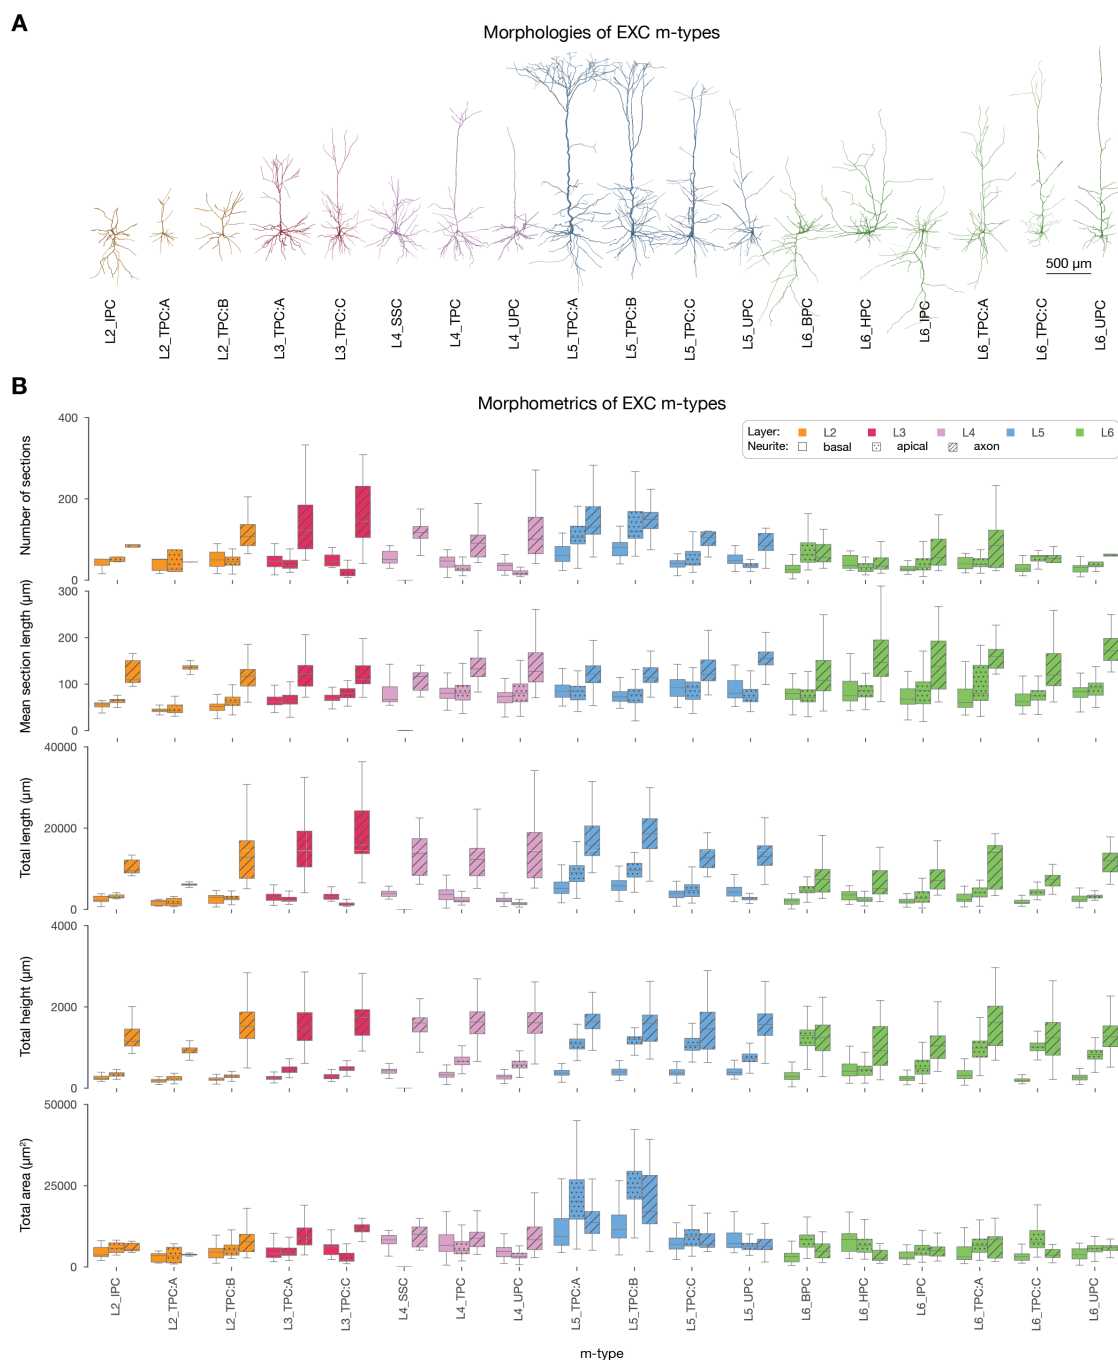 A
Morphologies of EXC m-types
500 µm
L2_IPC
L2_TPC:A
L2_TPC:B
L3_TPC:A
L3_TPC:C
L4_SSC
L4_TPC
L4_UPC
L5_TPC:A
L5_TPC:B
L5_TPC:C
L5_UPC
L6_BPC
L6_HPC
L6_IPC
L6_TPC:A
L6_TPC:C
L6_UPC
B
Morphometrics of EXC m-types
Layer: L2 L3 L4 L5 L6
Neurite: basal apical axon
Number of sections
400
200
0
Mean section length (µm)
300
200
100
0
Total length (µm)
40000
20000
0
Total height (µm)
4000
2000
0
Total area (µm²)
50000
25000
0
L2_IPC
L2_TPC:A
L2_TPC:B
L3_TPC:A
L3_TPC:C
L4_SSC
L4_TPC
L4_UPC
L5_TPC:A
L5_TPC:B
L5_TPC:C
L5_UPC
L6_BPC
L6_HPC
L6_IPC
L6_TPC:A
L6_TPC:C
L6_UPC
m-type